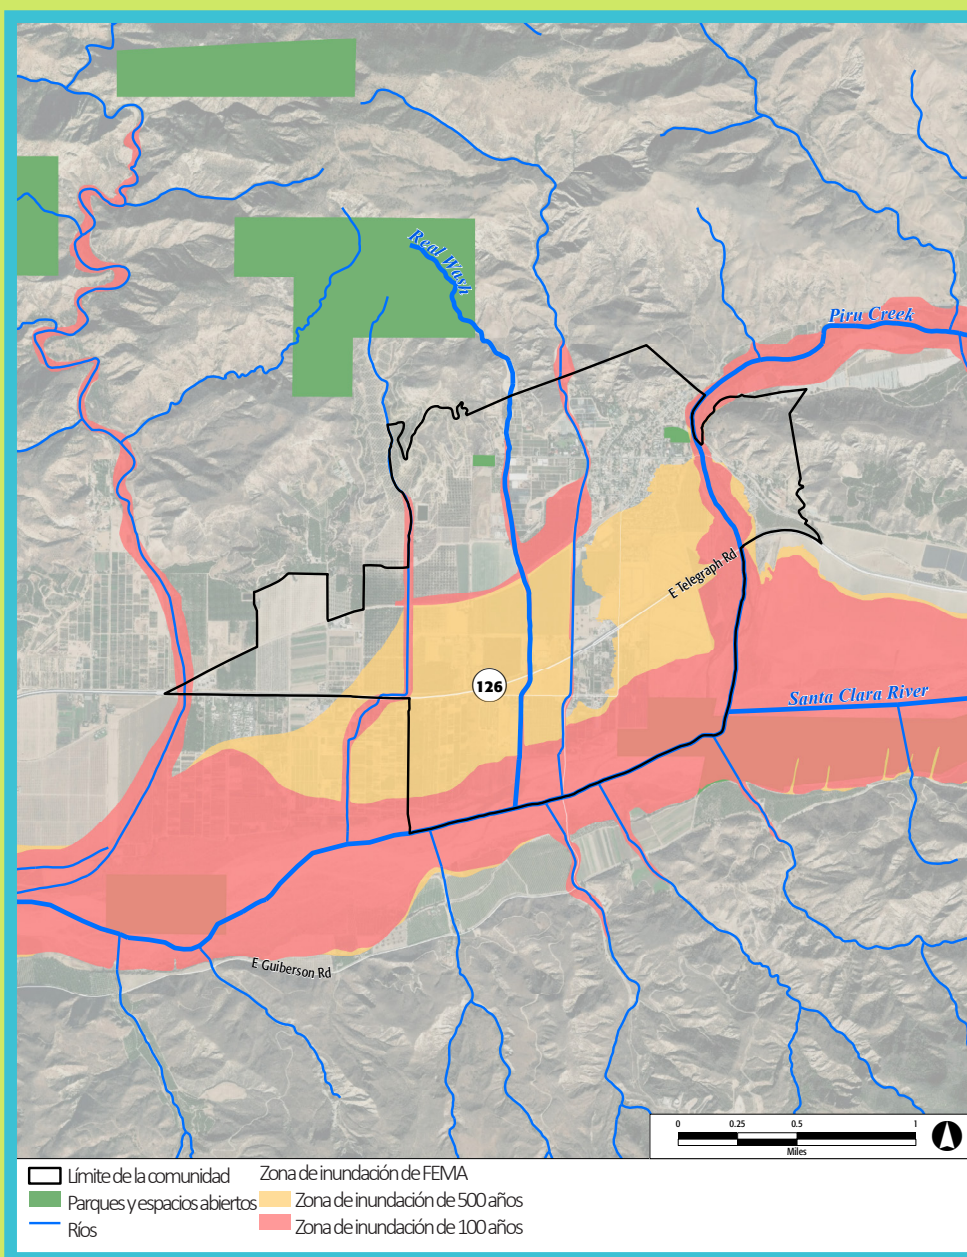 Real Wash
Piru Creek
E Telegraph Rd
126
Santa Clara River
E Guiberson Rd
0 0.25 0.5 1
Miles
Límite de la comunidad
Parques y espacios abiertos
Ríos
Zona de inundación de FEMA
Zona de inundación de 500 años
Zona de inundación de 100 años